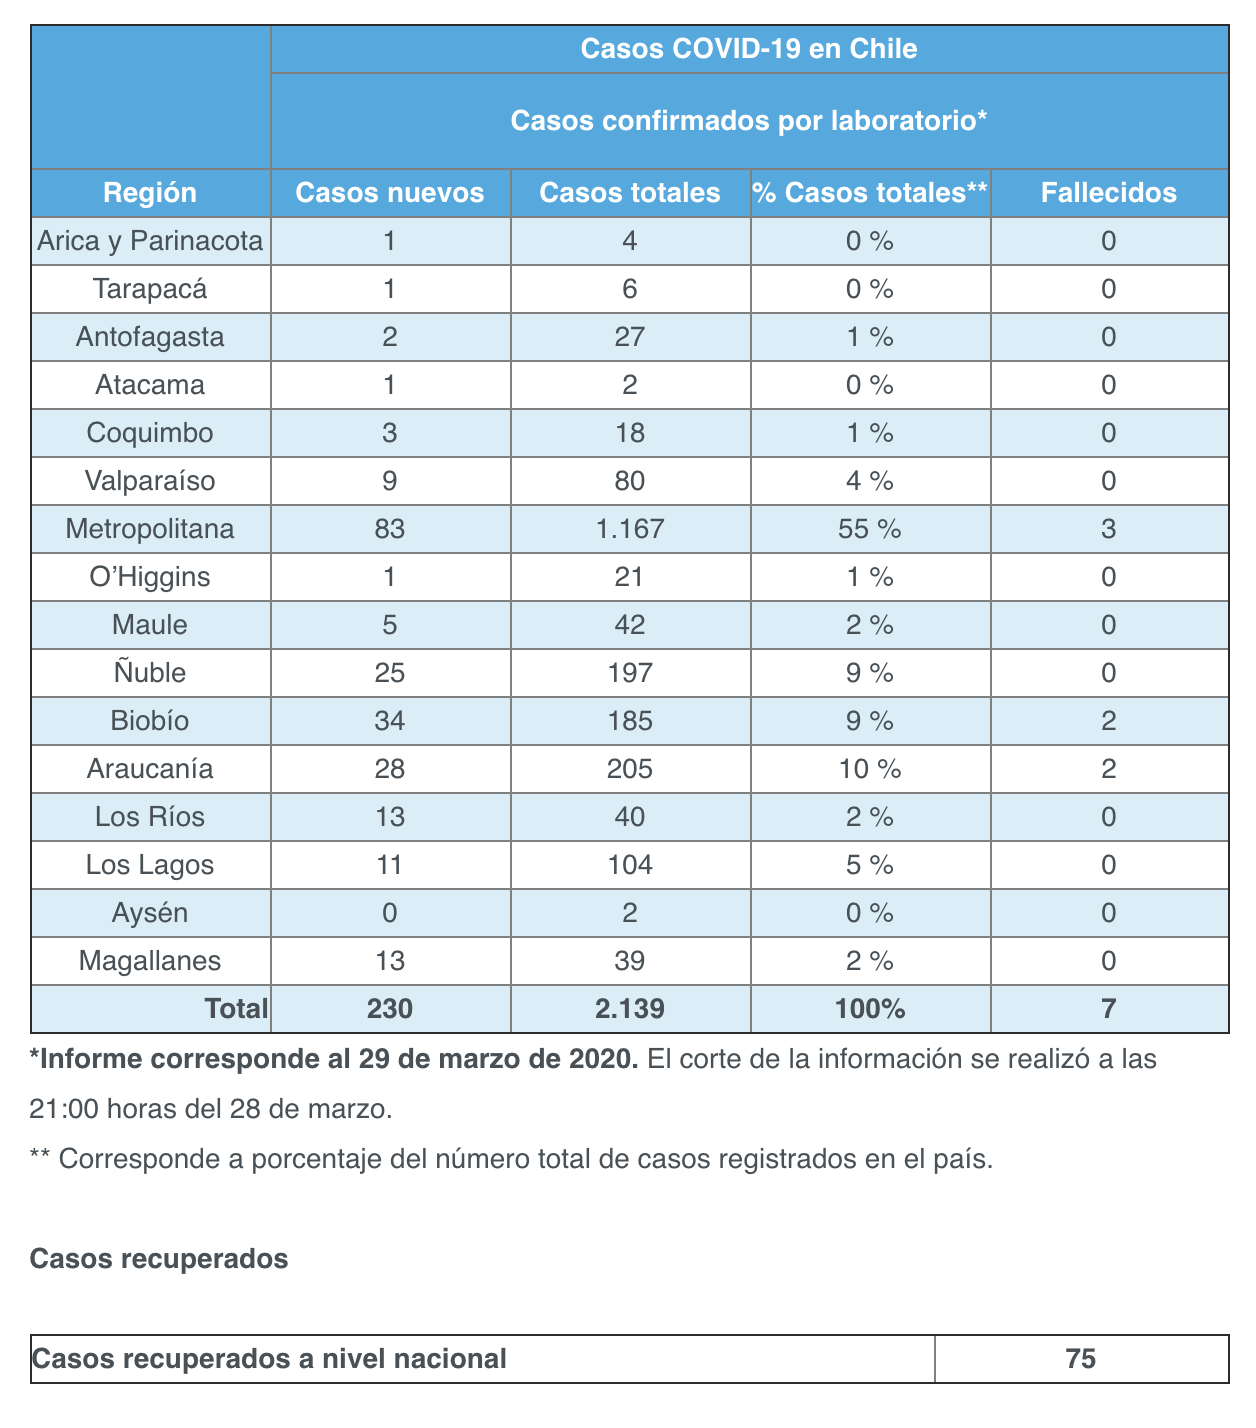 Casos COVID-19 en Chile
Casos confirmados por laboratorio*
Región Casos nuevos Casos totales % Casos totales** Fallecidos
Arica y Parinacota 1 4 0 % 0
Tarapacá 1 6 0 % 0
Antofagasta 2 27 1 % 0
Atacama 1 2 0 % 0
Coquimbo 3 18 1 % 0
Valparaíso 9 80 4 % 0
Metropolitana 83 1.167 55 % 3
O’Higgins 1 21 1 % 0
Maule 5 42 2 % 0
Ñuble 25 197 9 % 0
Biobío 34 185 9 % 2
Araucanía 28 205 10 % 2
Los Ríos 13 40 2 % 0
Los Lagos 11 104 5 % 0
Aysén 0 2 0 % 0
Magallanes 13 39 2 % 0
Total 230 2.139 100% 7
*Informe corresponde al 29 de marzo de 2020. El corte de la información se realizó a las
21:00 horas del 28 de marzo.
** Corresponde a porcentaje del número total de casos registrados en el país.
Casos recuperados
Casos recuperados a nivel nacional 75